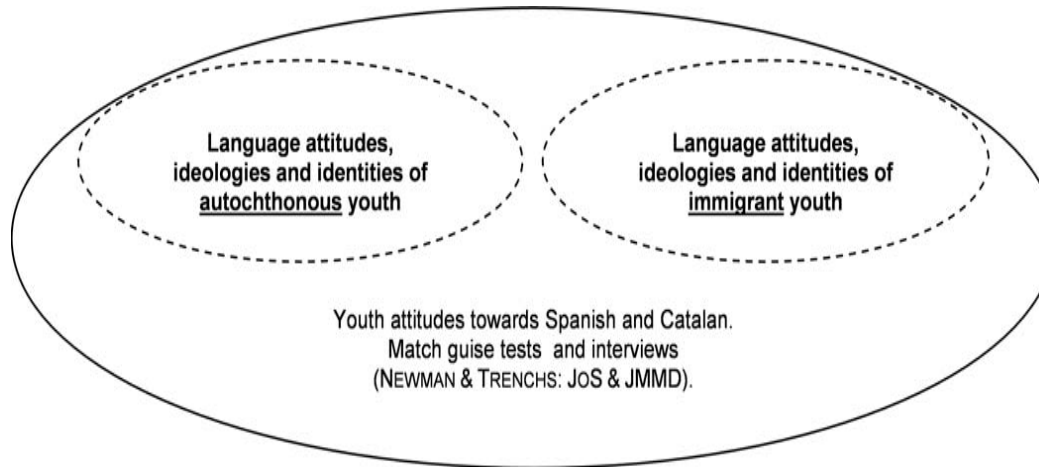 Language attitudes,
ideologies and identities of
autochthonous youth
Language attitudes,
ideologies and identities of
immigrant youth
Youth attitudes towards Spanish and Catalan.
Match guise tests and interviews
(NEWMAN & TRENCHS: JOS & JMMD).